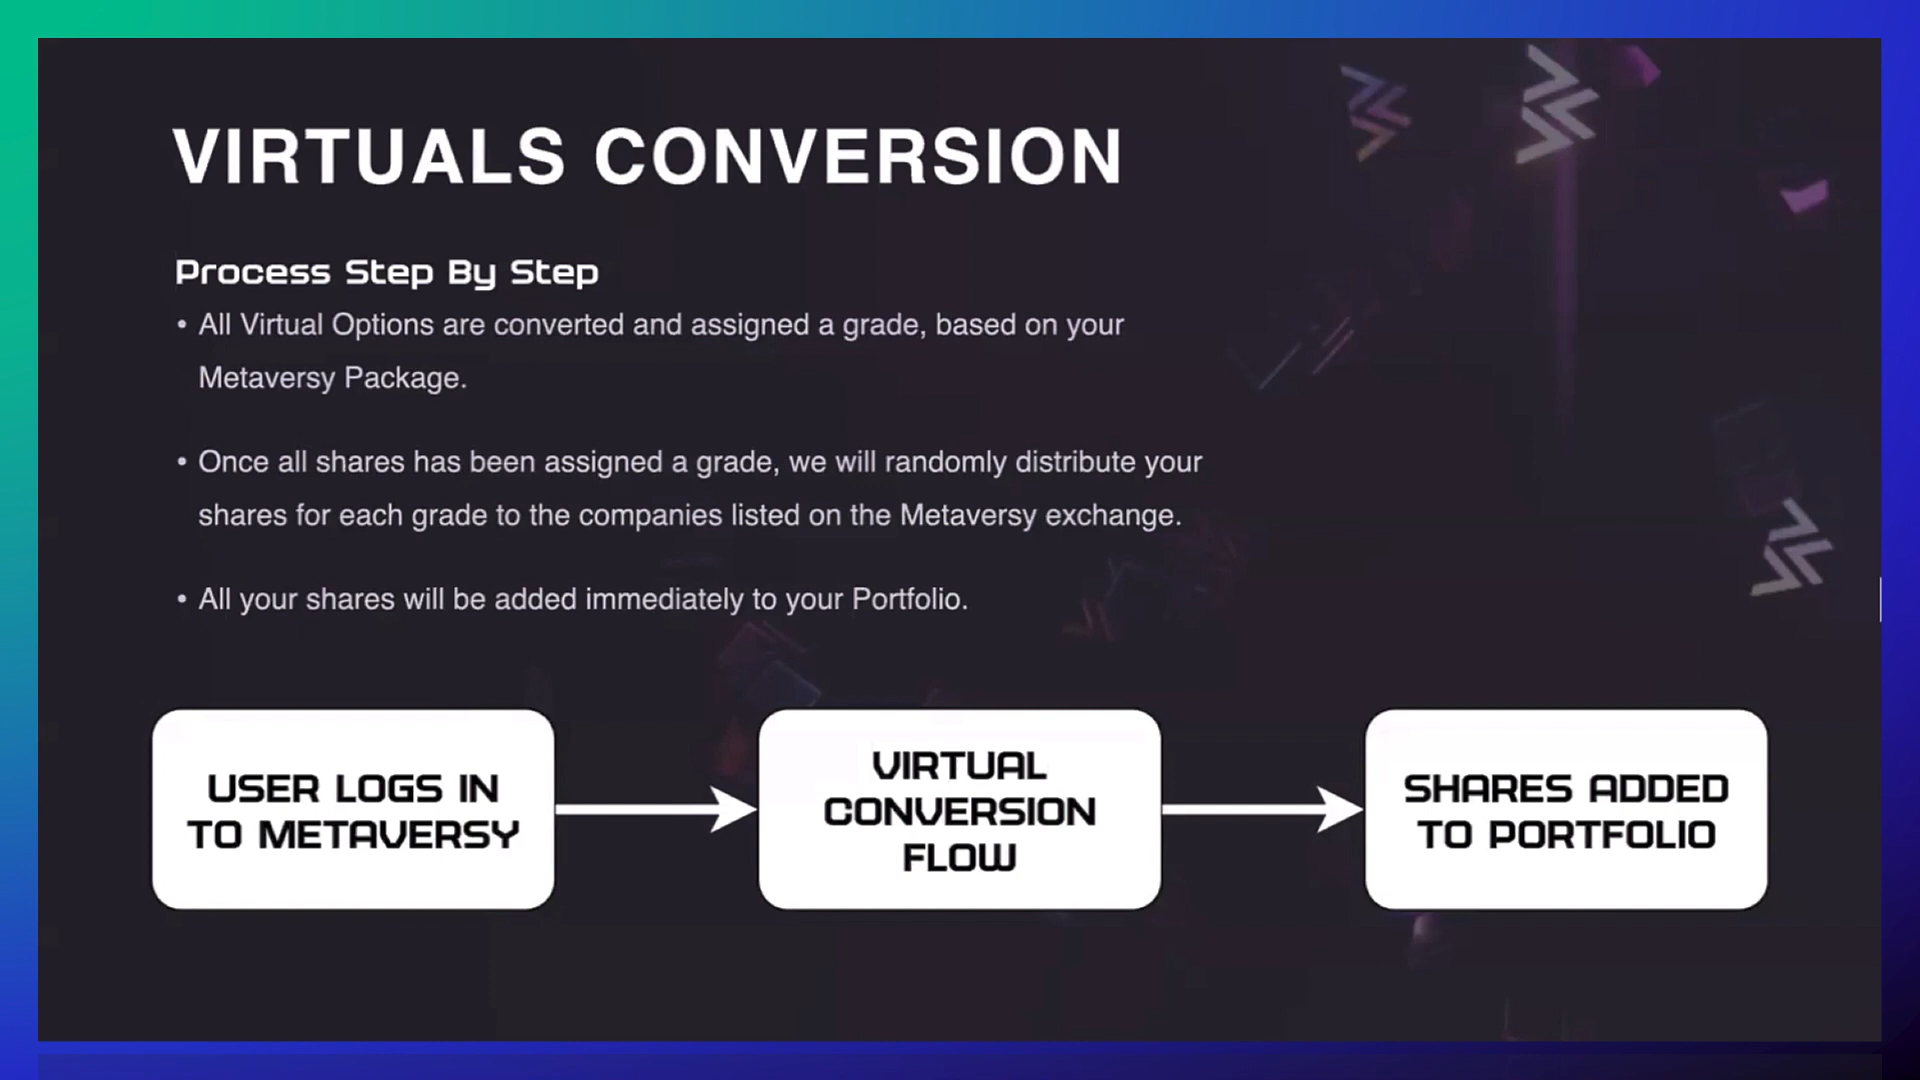 VIRTUALS CONVERSION
Process Step By Step
• All Virtual Options are converted and assigned a grade, based on your
Metaversy Package.
• Once all shares has been assigned a grade, we will randomly distribute your
shares for each grade to the companies listed on the Metaversy exchange.
• All your shares will be added immediately to your Portfolio.
USER LOGS IN
TO METAVERSY
VIRTUAL
CONVERSION
FLOW
SHARES ADDED
TO PORTFOLIO